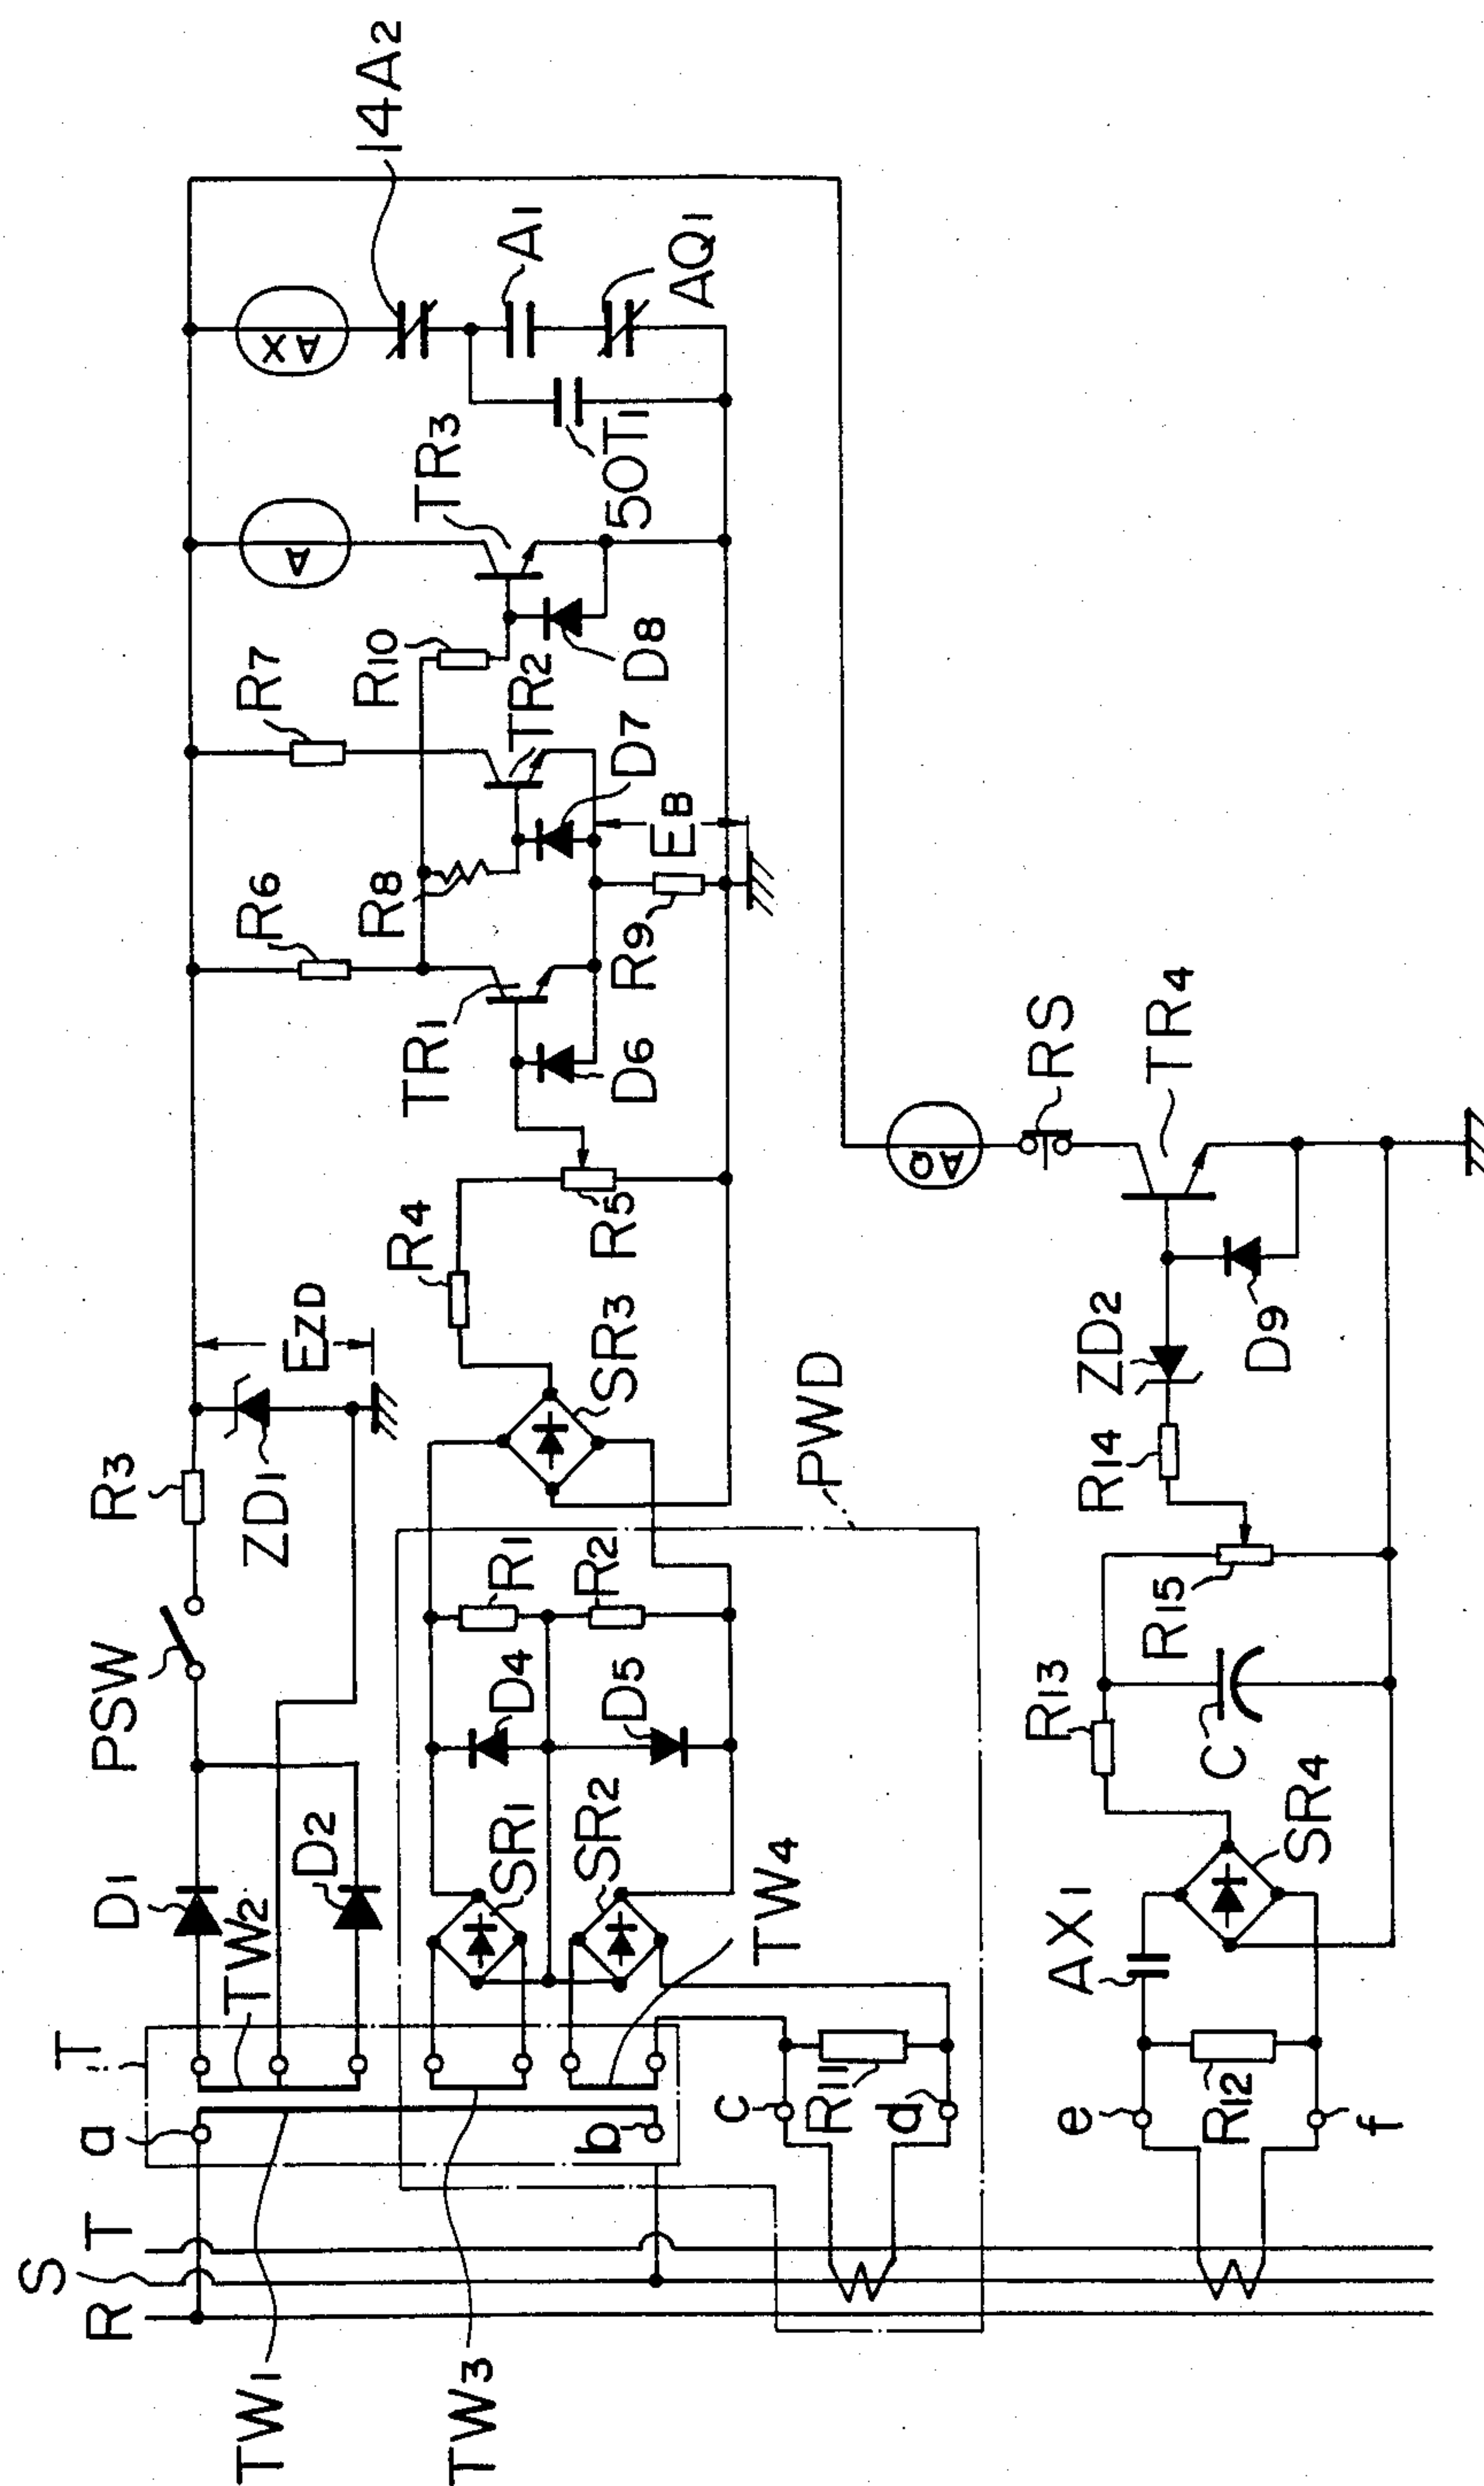 14A2
A1
AQ1
AX
50T1
TR3
A
R10
D8
R7
TR2
D7
EB
R6
R8
R9
TR1
D6
RS
TR4
AQ
R4
R5
EZD
SR3
ZD2
D9
R3
ZD1
PWD
R14
PSW
R1
R2
R15
D4
D5
R13
C
D1
D2
SR1
SR2
TW4
SR4
TW2
AX1
T
a
b
c
R11
d
e
R12
f
S
T
R
TW1
TW3